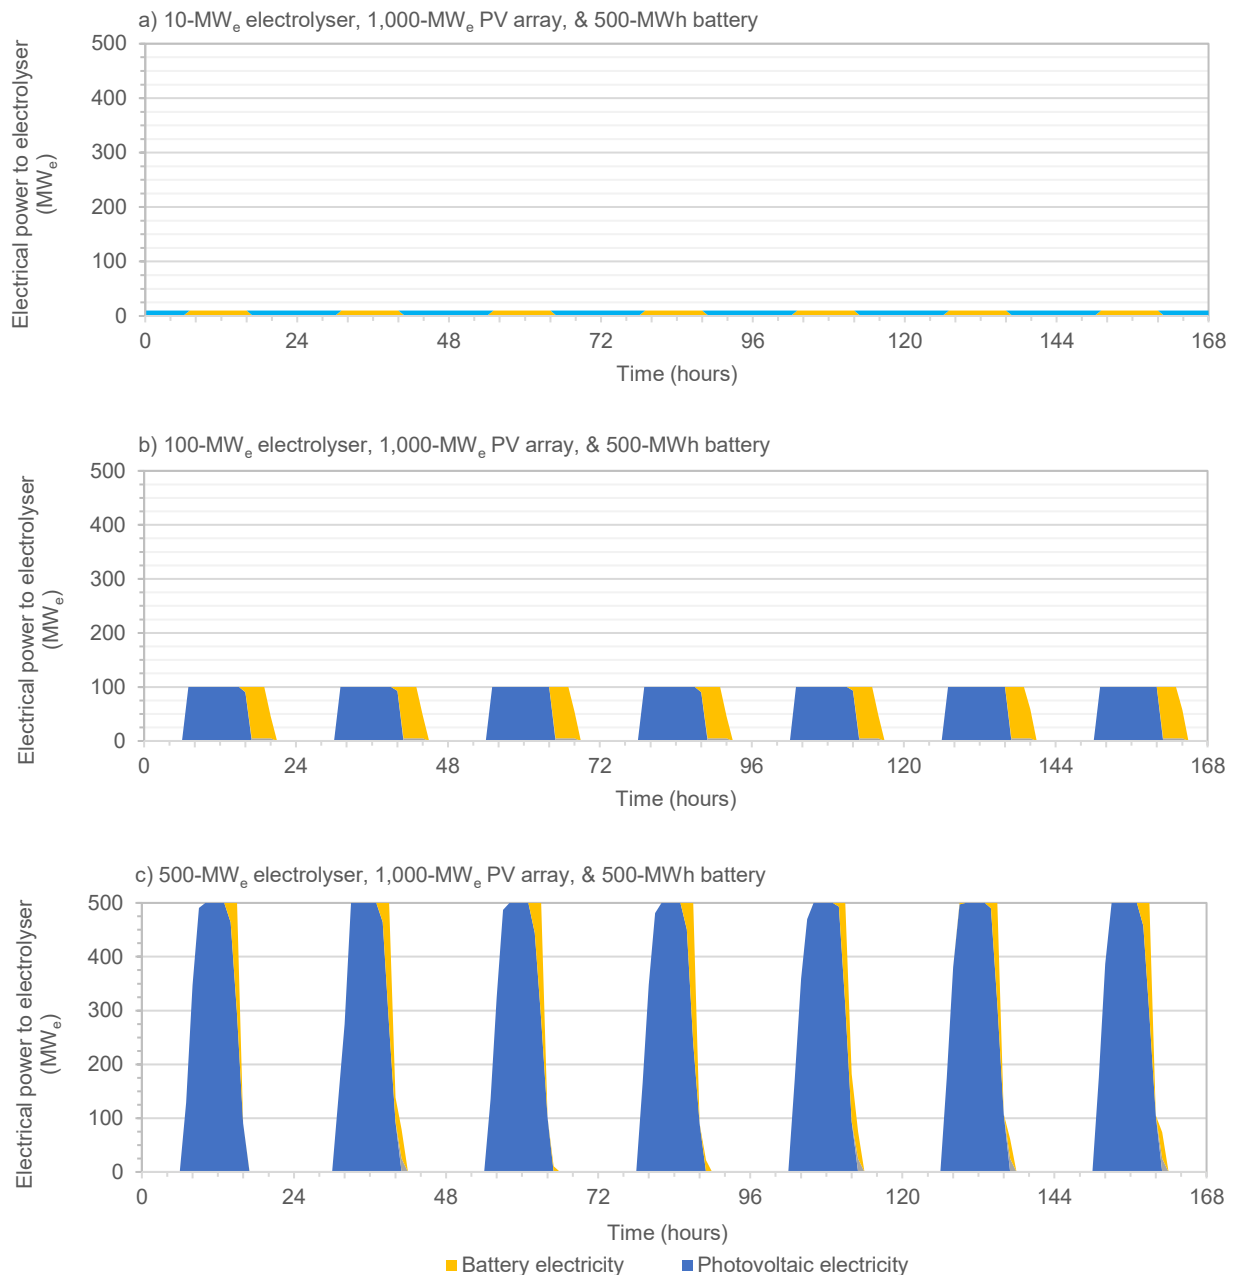 a) 10-MWe electrolyser, 1,000-MWe PV array, & 500-MWh battery
Electrical power to electrolyser
(MWe)
500
400
300
200
100
0
0 24 48 72 96 120 144 168
Time (hours)
b) 100-MWe electrolyser, 1,000-MWe PV array, & 500-MWh battery
Electrical power to electrolyser
(MWe)
500
400
300
200
100
0
0 24 48 72 96 120 144 168
Time (hours)
c) 500-MWe electrolyser, 1,000-MWe PV array, & 500-MWh battery
Electrical power to electrolyser
(MWe)
500
400
300
200
100
0
0 24 48 72 96 120 144 168
Time (hours)
Battery electricity Photovoltaic electricity